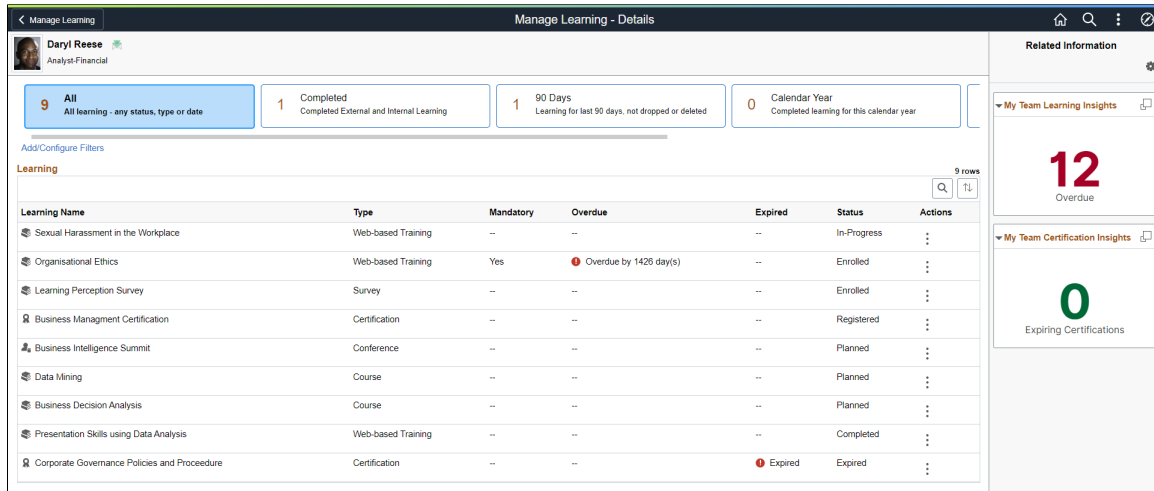 Manage Learning
Manage Learning - Details
Daryl Reese
Analyst-Financial
Related Information
9 All
All learning - any status, type or date
1 Completed
Completed External and Internal Learning
1 90 Days
Learning for last 90 days, not dropped or deleted
0 Calendar Year
Completed learning for this calendar year
Add/Configure Filters
Learning
9 rows
Learning Name Type Mandatory Overdue Expired Status Actions
Sexual Harassment in the Workplace Web-based Training -- -- -- In-Progress
Organisational Ethics Web-based Training Yes Overdue by 1426 day(s) -- Enrolled
Learning Perception Survey Survey -- -- -- Enrolled
Business Managment Certification Certification -- -- -- Registered
Business Intelligence Summit Conference -- -- -- Planned
Data Mining Course -- -- -- Planned
Business Decision Analysis Course -- -- -- Planned
Presentation Skills using Data Analysis Web-based Training -- -- -- Completed
Corporate Governance Policies and Proceedure Certification -- -- Expired Expired
My Team Learning Insights
12
Overdue
My Team Certification Insights
0
Expiring Certifications